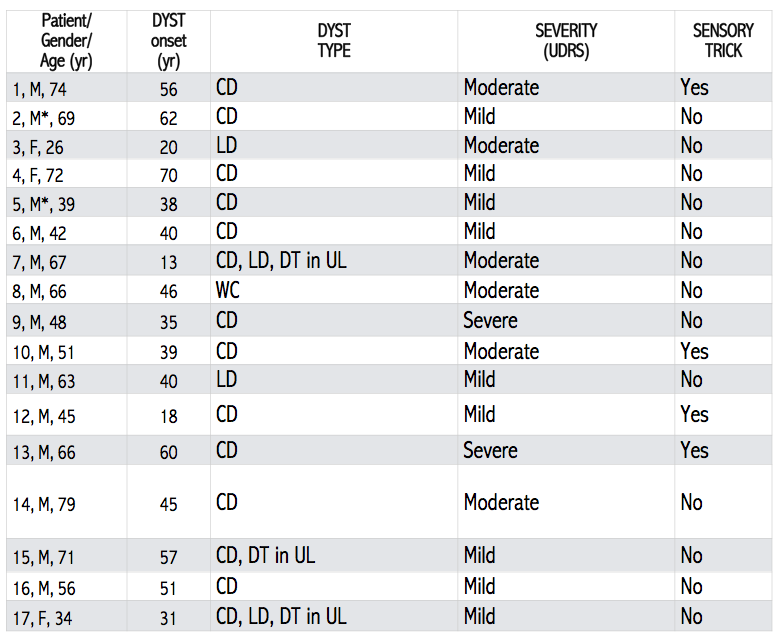 Patient/ Gender/ Age (yr) DYST onset (yr) DYST TYPE SEVERITY (UDRS) SENSORY TRICK
1, M, 74 56 CD Moderate Yes
2, M*, 69 62 CD Mild No
3, F, 26 20 LD Moderate No
4, F, 72 70 CD Mild No
5, M*, 39 38 CD Mild No
6, M, 42 40 CD Mild No
7, M, 67 13 CD, LD, DT in UL Moderate No
8, M, 66 46 WC Moderate No
9, M, 48 35 CD Severe No
10, M, 51 39 CD Moderate Yes
11, M, 63 40 LD Mild No
12, M, 45 18 CD Mild Yes
13, M, 66 60 CD Severe Yes
14, M, 79 45 CD Moderate No
15, M, 71 57 CD, DT in UL Mild No
16, M, 56 51 CD Mild No
17, F, 34 31 CD, LD, DT in UL Mild No